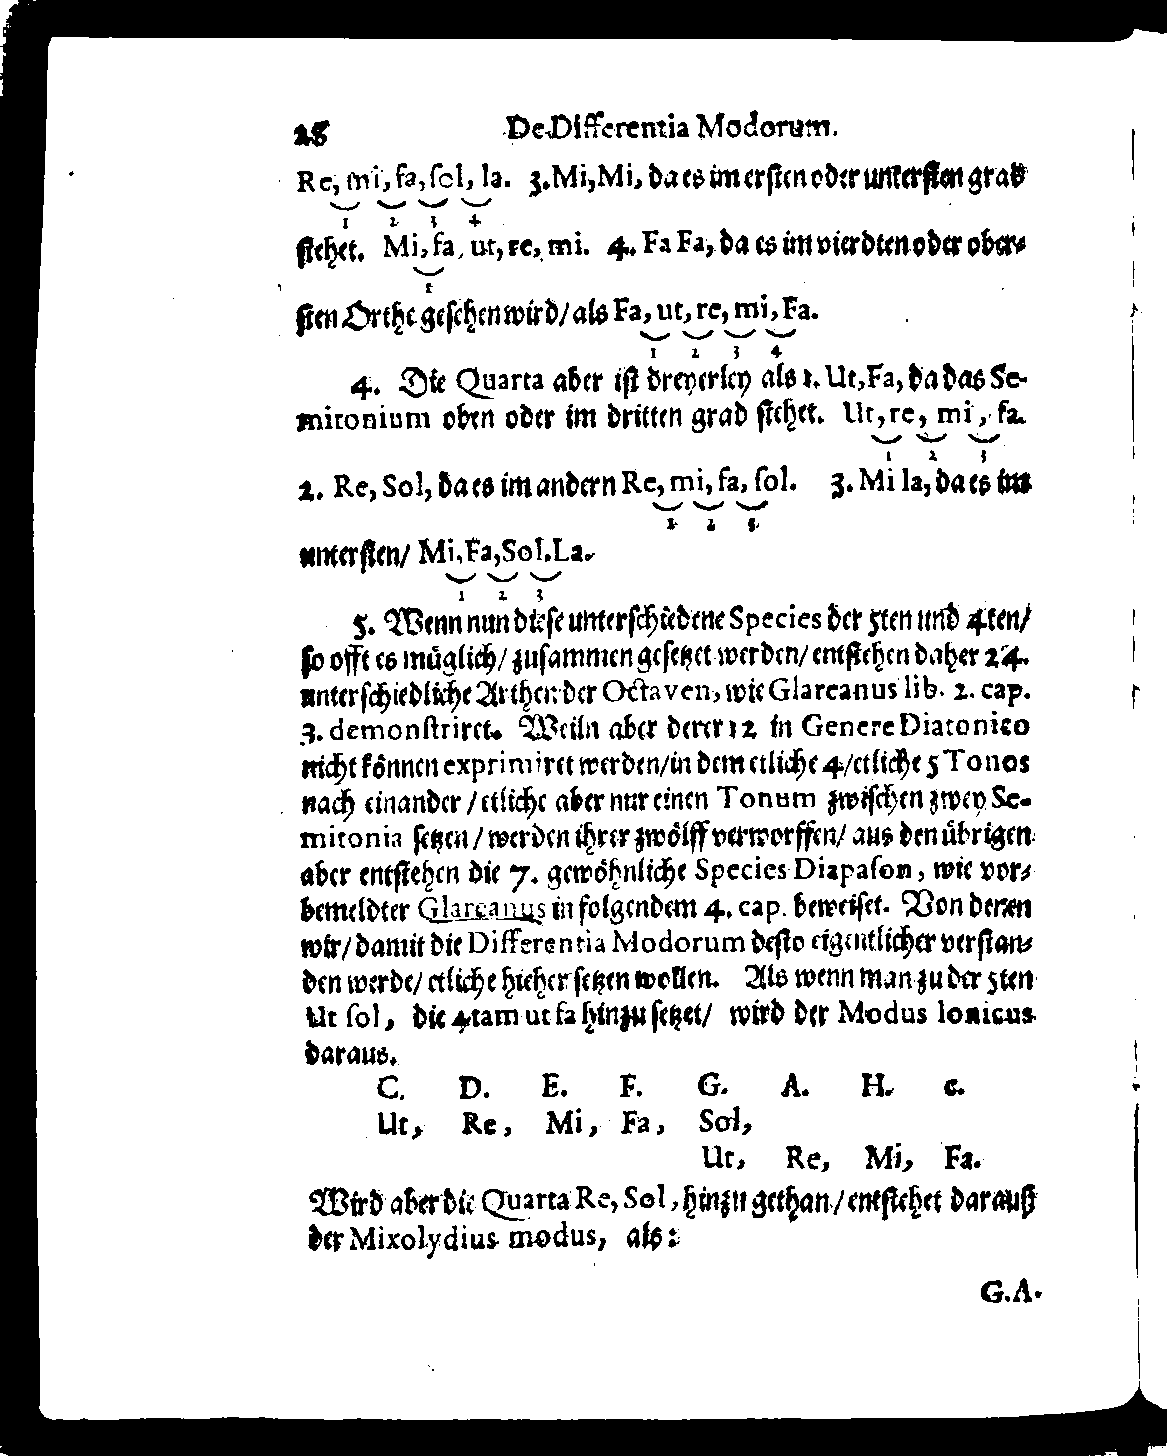 28 De Differentia Modorum.
Re, mi, fa, sol, la. 3. Mi, Mi, da es im ersten oder untersten grad
1 2 3 4
stehet. Mi, fa, ut, re, mi. 4. Fa Fa, da es im vierdten oder ober-
1
sten Orthe gesehen wird/ als Fa, ut, re, mi, Fa.
1 2 3 4
4. Die Quarta aber ist dreyerley als 1. Ut, Fa, da das Se-
mitonium oben oder im dritten grad stehet. Ut, re, mi, fa.
1 2 3
2. Re, Sol, da es im andern Re, mi, fa, sol. 3. Mi la, da es im
1 2 3
untersten/ Mi, Fa, Sol. La.
1 2 3
5. Wenn nun diese unterschiedene Species der 5ten und 4ten/
so offt es müglich/ zusammen gesetzet werden/ entstehen daher 24.
unterschiedliche Arthen der Octaven, wie Glareanus lib. 2. cap.
3. demonstriret. Weiln aber derer 12 in Genere Diatonico
nicht können exprimiret werden/ in dem etliche 4/ etliche 5 Tonos
nach einander/ etliche aber nur einen Tonum zwischen zwey Se-
mitonia setzen/ werden ihrer zwölff verworffen/ aus den übrigen
aber entstehen die 7. gewöhnliche Species Diapason, wie vor-
bemeldter Glareanus in folgendem 4. cap. beweiset. Von denen
wir/ damit die Differentia Modorum desto eigentlicher verstan-
den werde/ etliche hieher setzen wollen. Als wenn man zu der 5ten
Ut sol, die 4tam ut fa hinzu setzet/ wird der Modus Ionicus
daraus.
C. D. E. F. G. A. H. c.
Ut, Re, Mi, Fa, Sol,
Ut, Re, Mi, Fa.
Wird aber die Quarta Re, Sol, hinzu gethan/ entstehet darauß
der Mixolydius modus, als:
G. A.